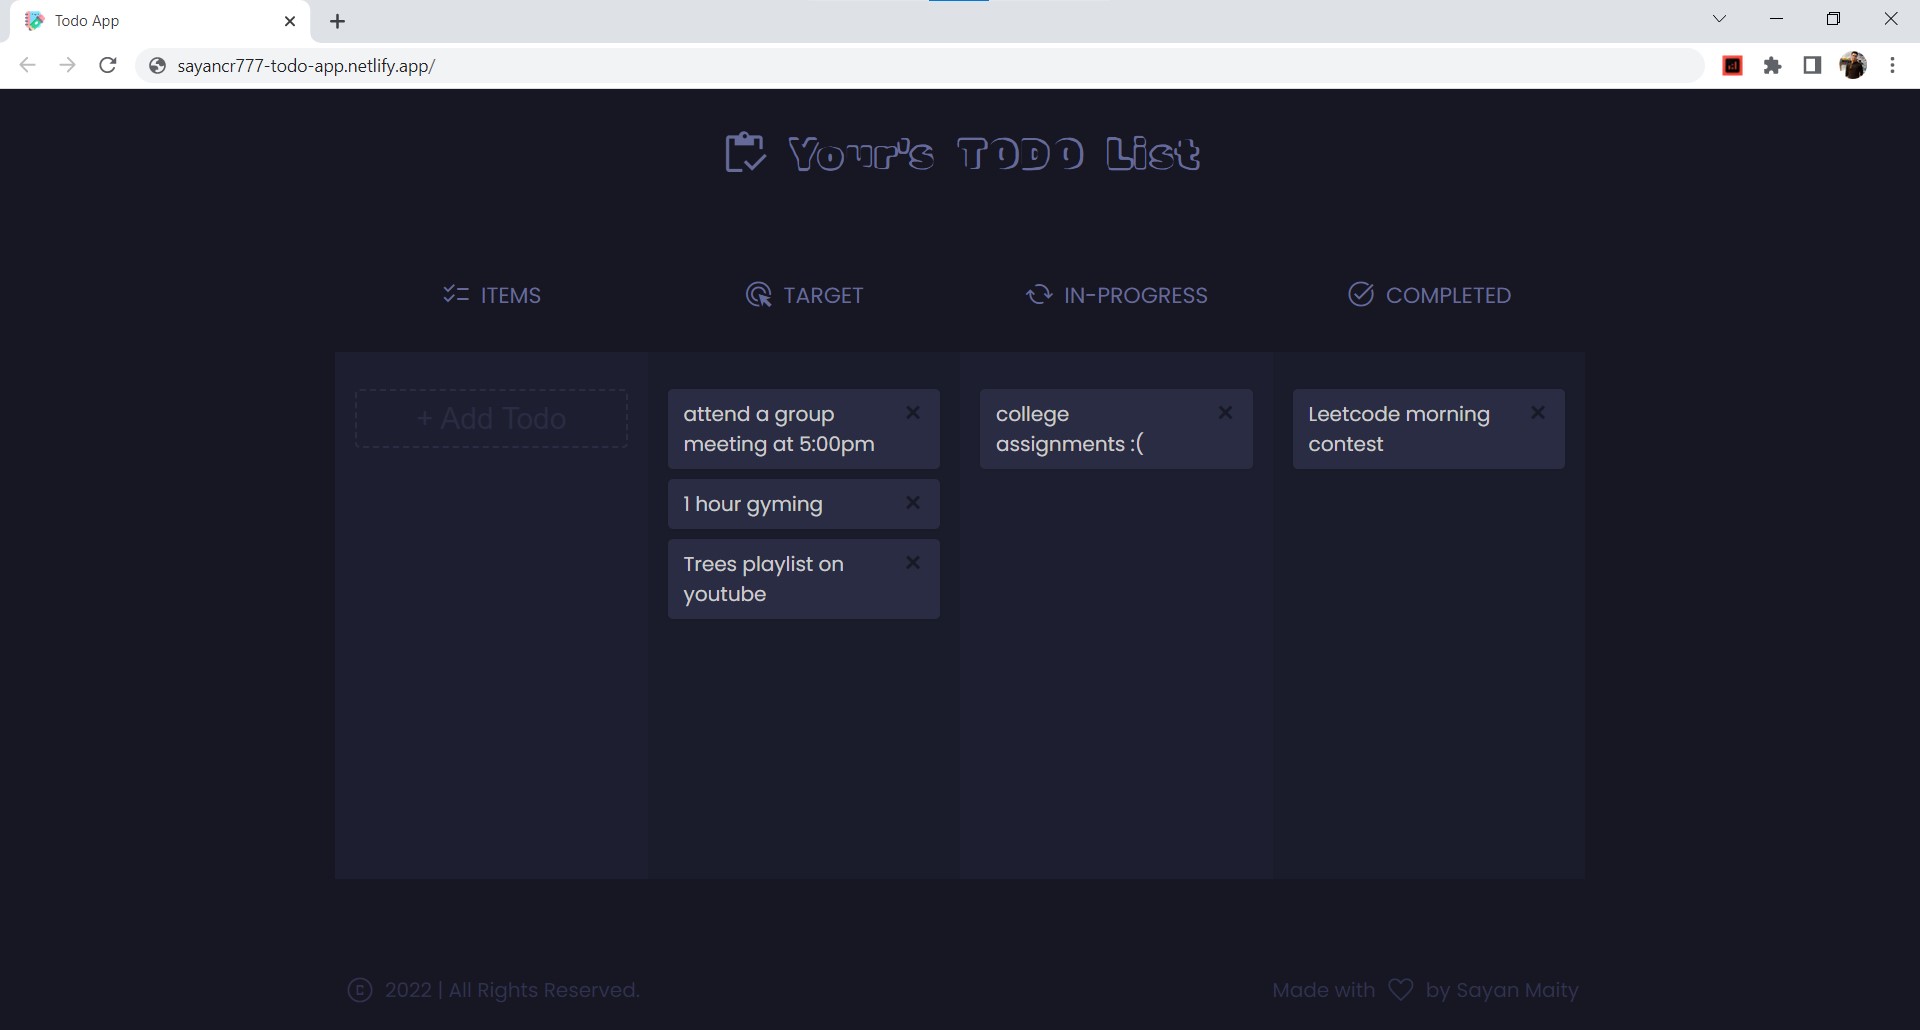 Todo App
sayancr777-todo-app.netlify.app/
Your's TODO List
ITEMS
TARGET
IN-PROGRESS
COMPLETED
+ Add Todo
attend a group
meeting at 5:00pm
1 hour gyming
Trees playlist on
youtube
college
assignments :(
Leetcode morning
contest
© 2022 | All Rights Reserved.
Made with ♡ by Sayan Maity